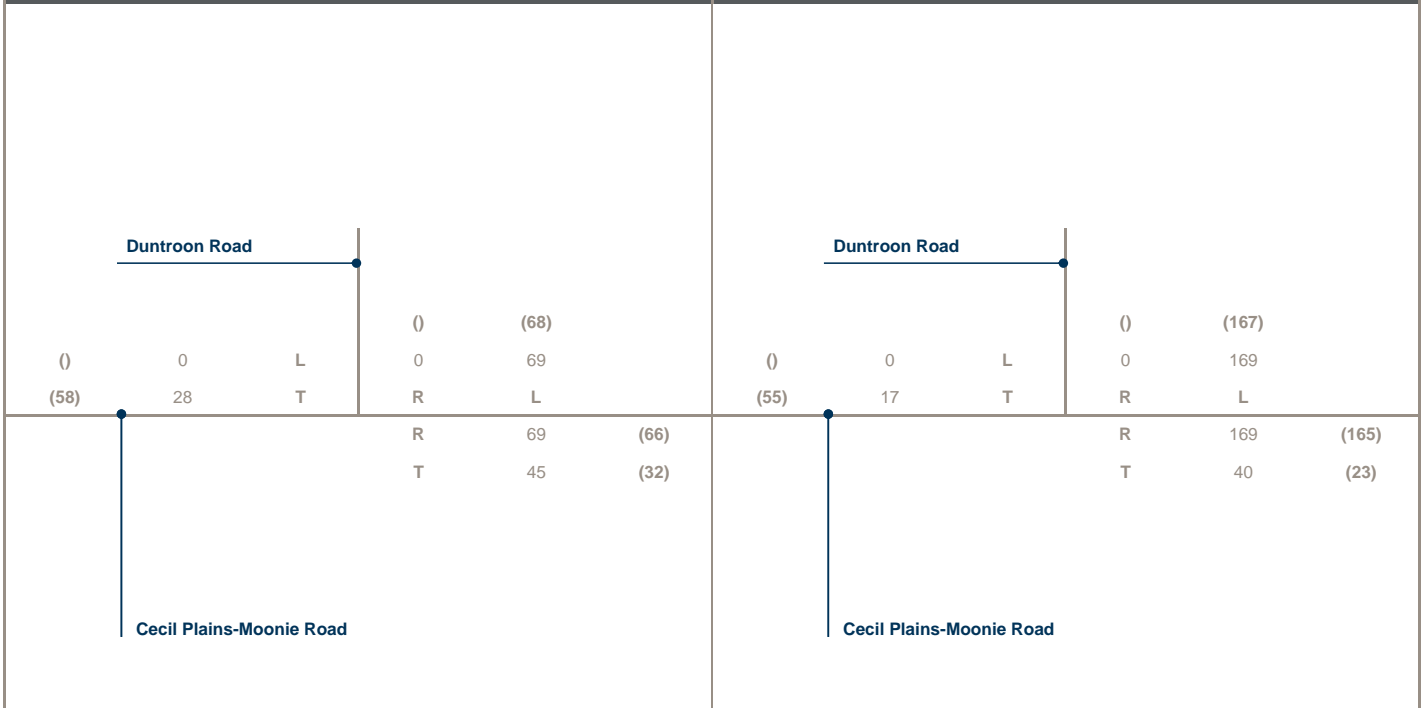 Duntroon Road
() (68)
() 0 L 0 69
(58) 28 T R L
R 69 (66)
T 45 (32)
Cecil Plains-Moonie Road
Duntroon Road
() (167)
() 0 L 0 169
(55) 17 T R L
R 169 (165)
T 40 (23)
Cecil Plains-Moonie Road